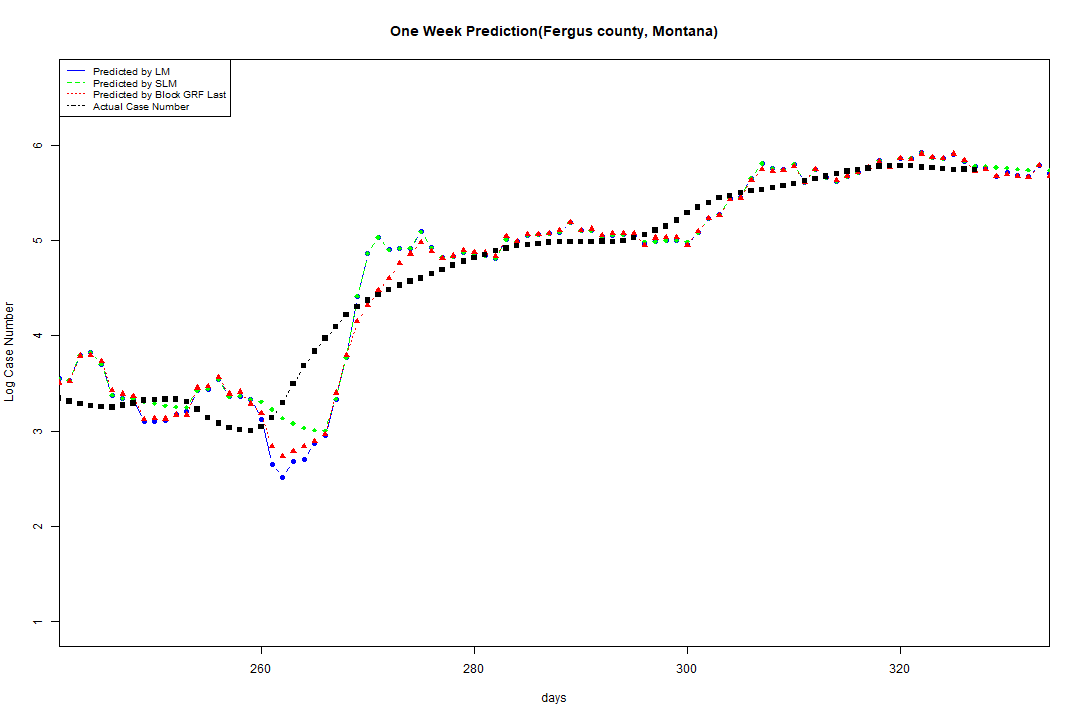 One Week Prediction(Fergus county, Montana)
Predicted by LM
Predicted by SLM
Predicted by Block GRF Last
Actual Case Number
6
5
4
3
2
1
Log Case Number
260
280
300
320
days